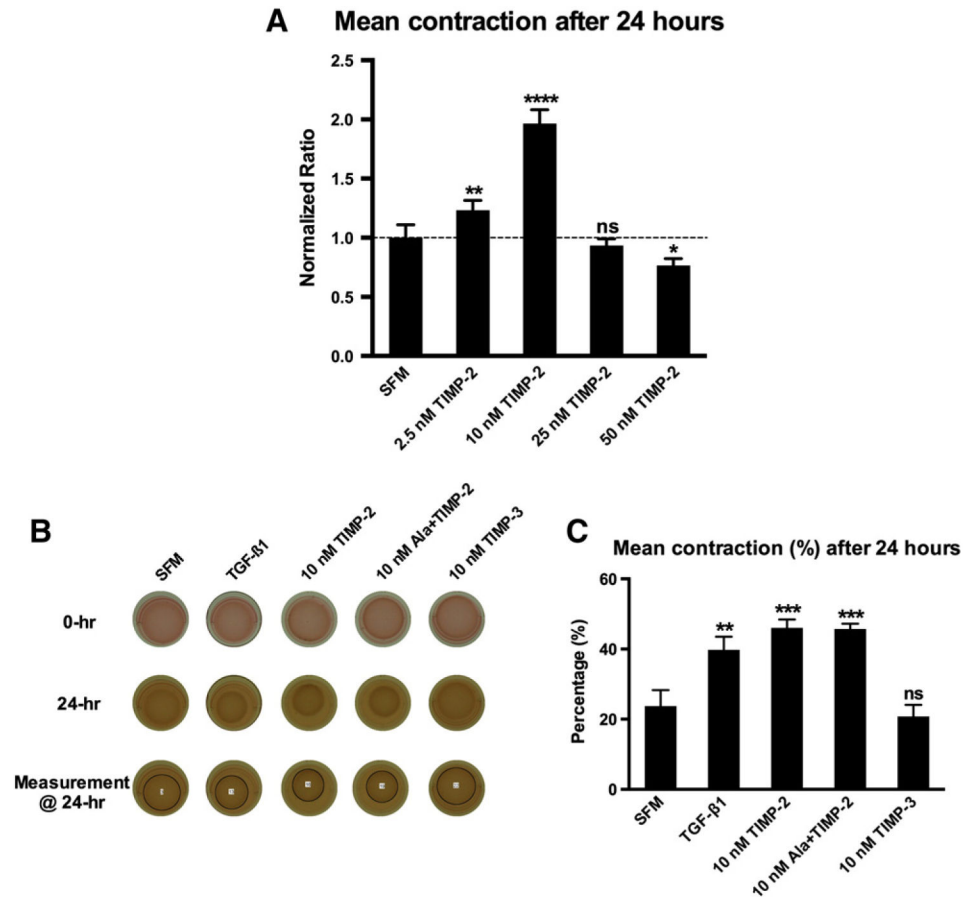 A Mean contraction after 24 hours
Normalized Ratio
2.5
2.0
1.5
1.0
0.5
0.0
**
****
ns
*
SFM
2.5 nM TIMP-2
10 nM TIMP-2
25 nM TIMP-2
50 nM TIMP-2
B
SFM
TGF-ß1
10 nM TIMP-2
10 nM Ala+TIMP-2
10 nM TIMP-3
0-hr
24-hr
Measurement
@ 24-hr
C
Mean contraction (%) after 24 hours
Percentage (%)
60
40
20
0
**
***
***
ns
SFM
TGF-ß1
10 nM TIMP-2
10 nM Ala+TIMP-2
10 nM TIMP-3